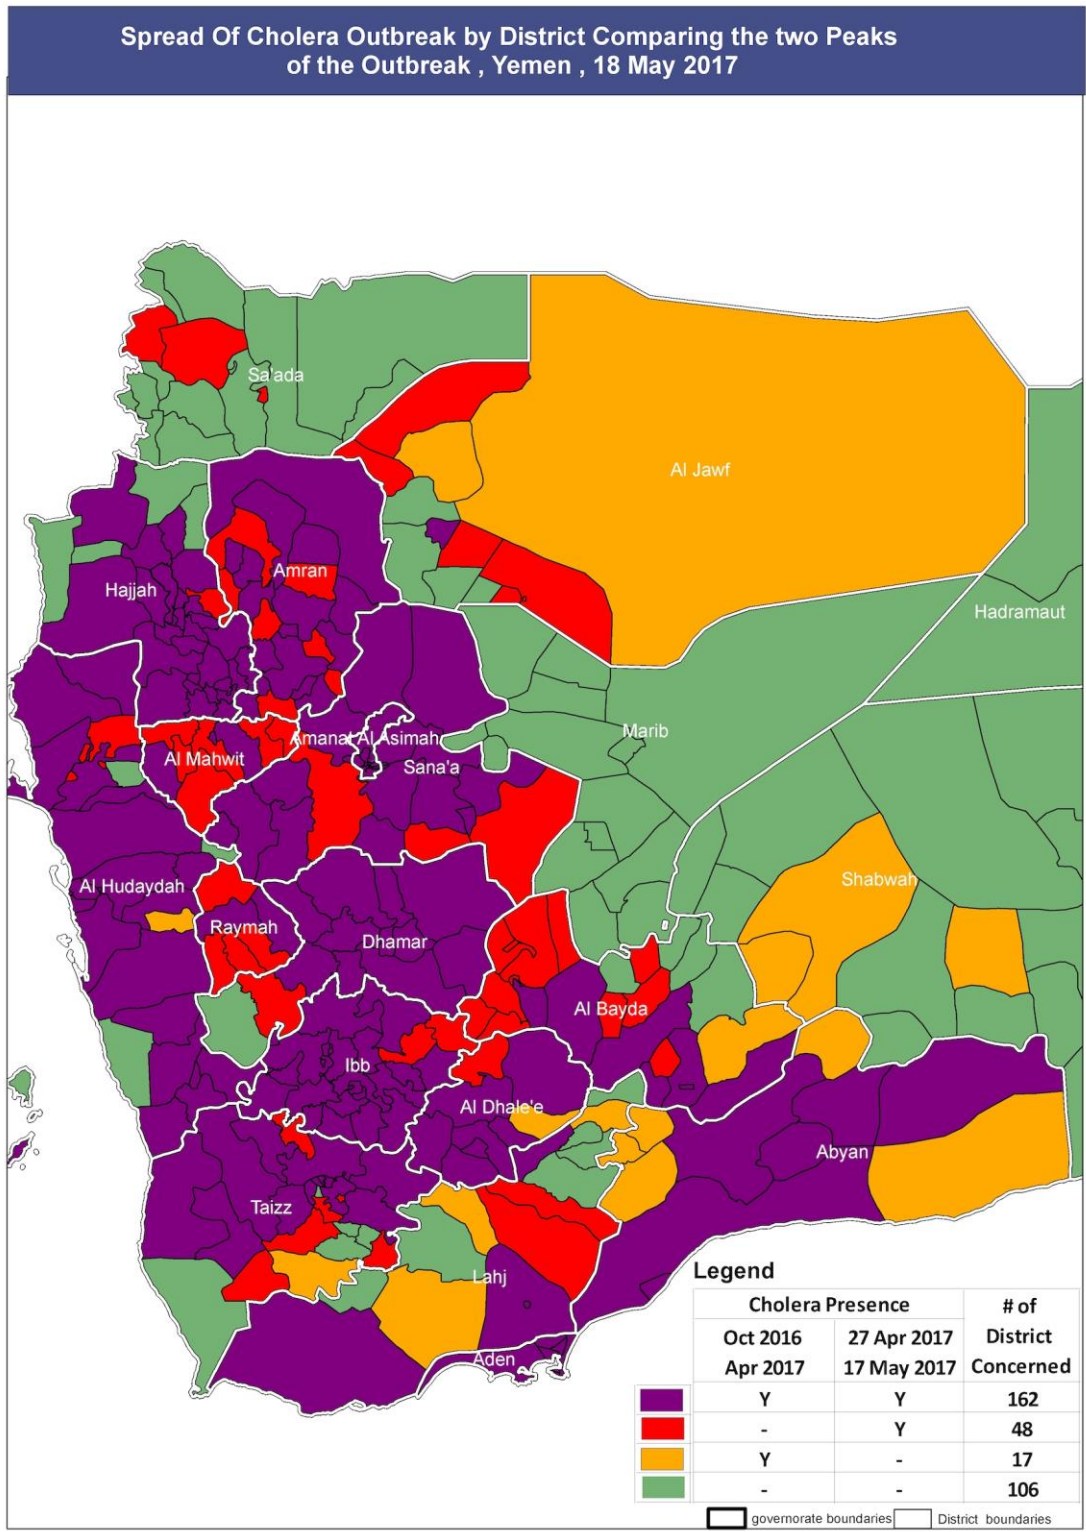 Spread Of Cholera Outbreak by District Comparing the two Peaks
of the Outbreak , Yemen , 18 May 2017
Sa'ada
Al Jawf
Amran
Hajjah
Hadramaut
Marib
Amanat Al Asimah
Al Mahwit
Sana'a
Shabwah
Al Hudaydah
Raymah
Dhamar
Al Bayda
Ibb
Al Dhale'e
Abyan
Taizz
Lahj
Aden
Legend
Cholera Presence # of
District
Concerned
Oct 2016 27 Apr 2017
Apr 2017 17 May 2017
Y Y 162
- Y 48
Y - 17
- - 106
governorate boundaries District boundaries